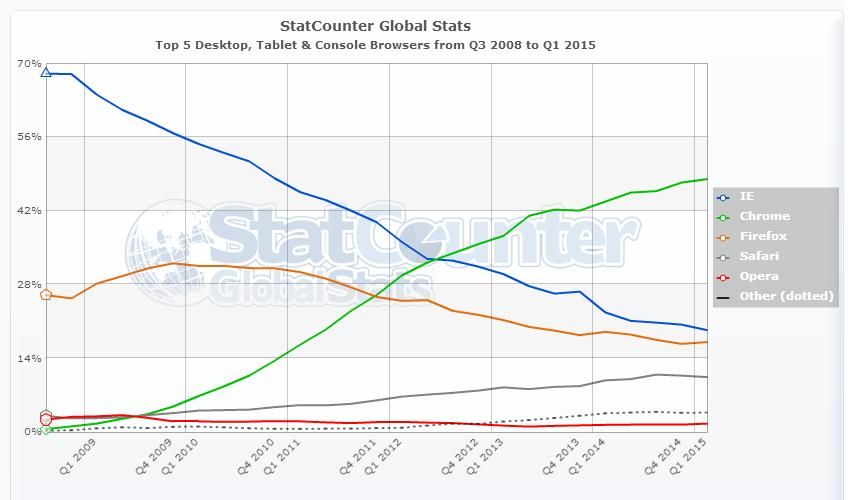 StatCounter Global Stats
Top 5 Desktop, Tablet & Console Browsers from Q3 2008 to Q1 2015
70%
56%
42%
28%
14%
0%
StatCounter
GlobalStats
IE
Chrome
Firefox
Safari
Opera
Other (dotted)
Q1 2009
Q4 2009
Q1 2010
Q4 2010
Q1 2011
Q4 2011
Q1 2012
Q4 2012
Q1 2013
Q4 2013
Q1 2014
Q4 2014
Q1 2015